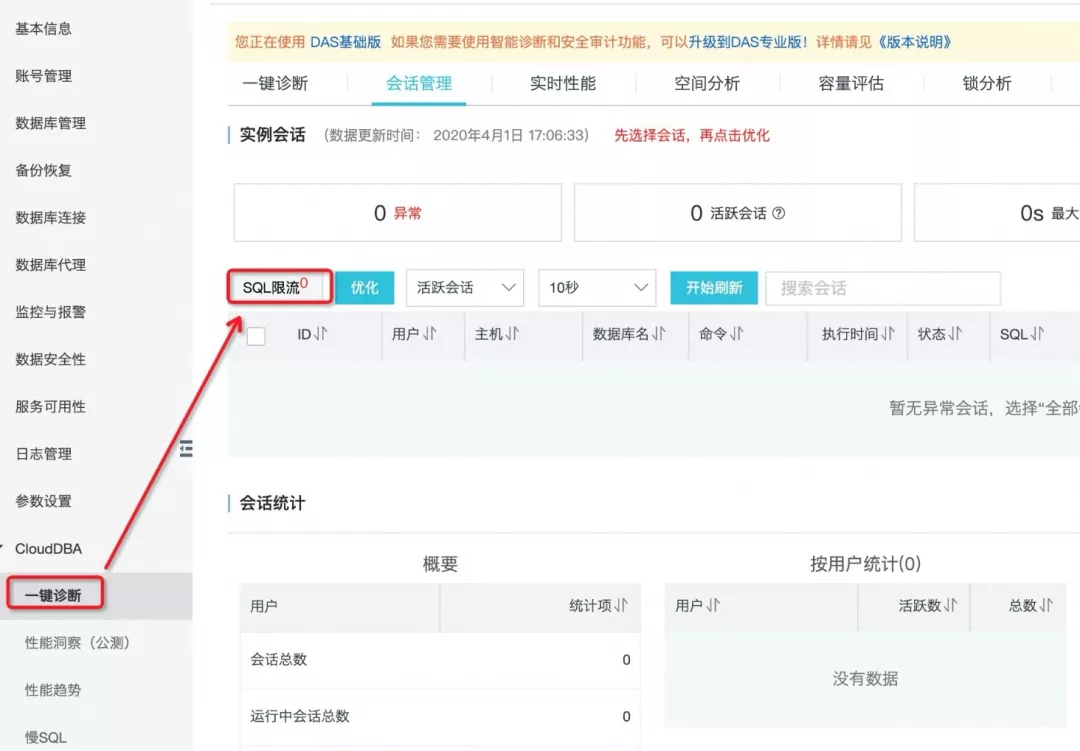 基本信息
账号管理
数据库管理
备份恢复
数据库连接
数据库代理
监控与报警
数据安全性
服务可用性
日志管理
参数设置
CloudDBA
一键诊断
性能洞察（公测）
性能趋势
慢SQL
您正在使用 DAS基础版 如果您需要使用智能诊断和安全审计功能，可以升级到DAS专业版！详情请见《版本说明》
一键诊断 会话管理 实时性能 空间分析 容量评估 锁分析
实例会话 （数据更新时间： 2020年4月1日 17:06:33） 先选择会话，再点击优化
0 异常 0 活跃会话 0s 最大
SQL限流0 优化 活跃会话 10秒 开始刷新 搜索会话
ID 用户 主机 数据库名 命令 执行时间 状态 SQL
暂无异常会话，选择“全部
会话统计
概要 按用户统计(0)
用户 统计项 用户 活跃数 总数
会话总数 0
没有数据
运行中会话总数 0